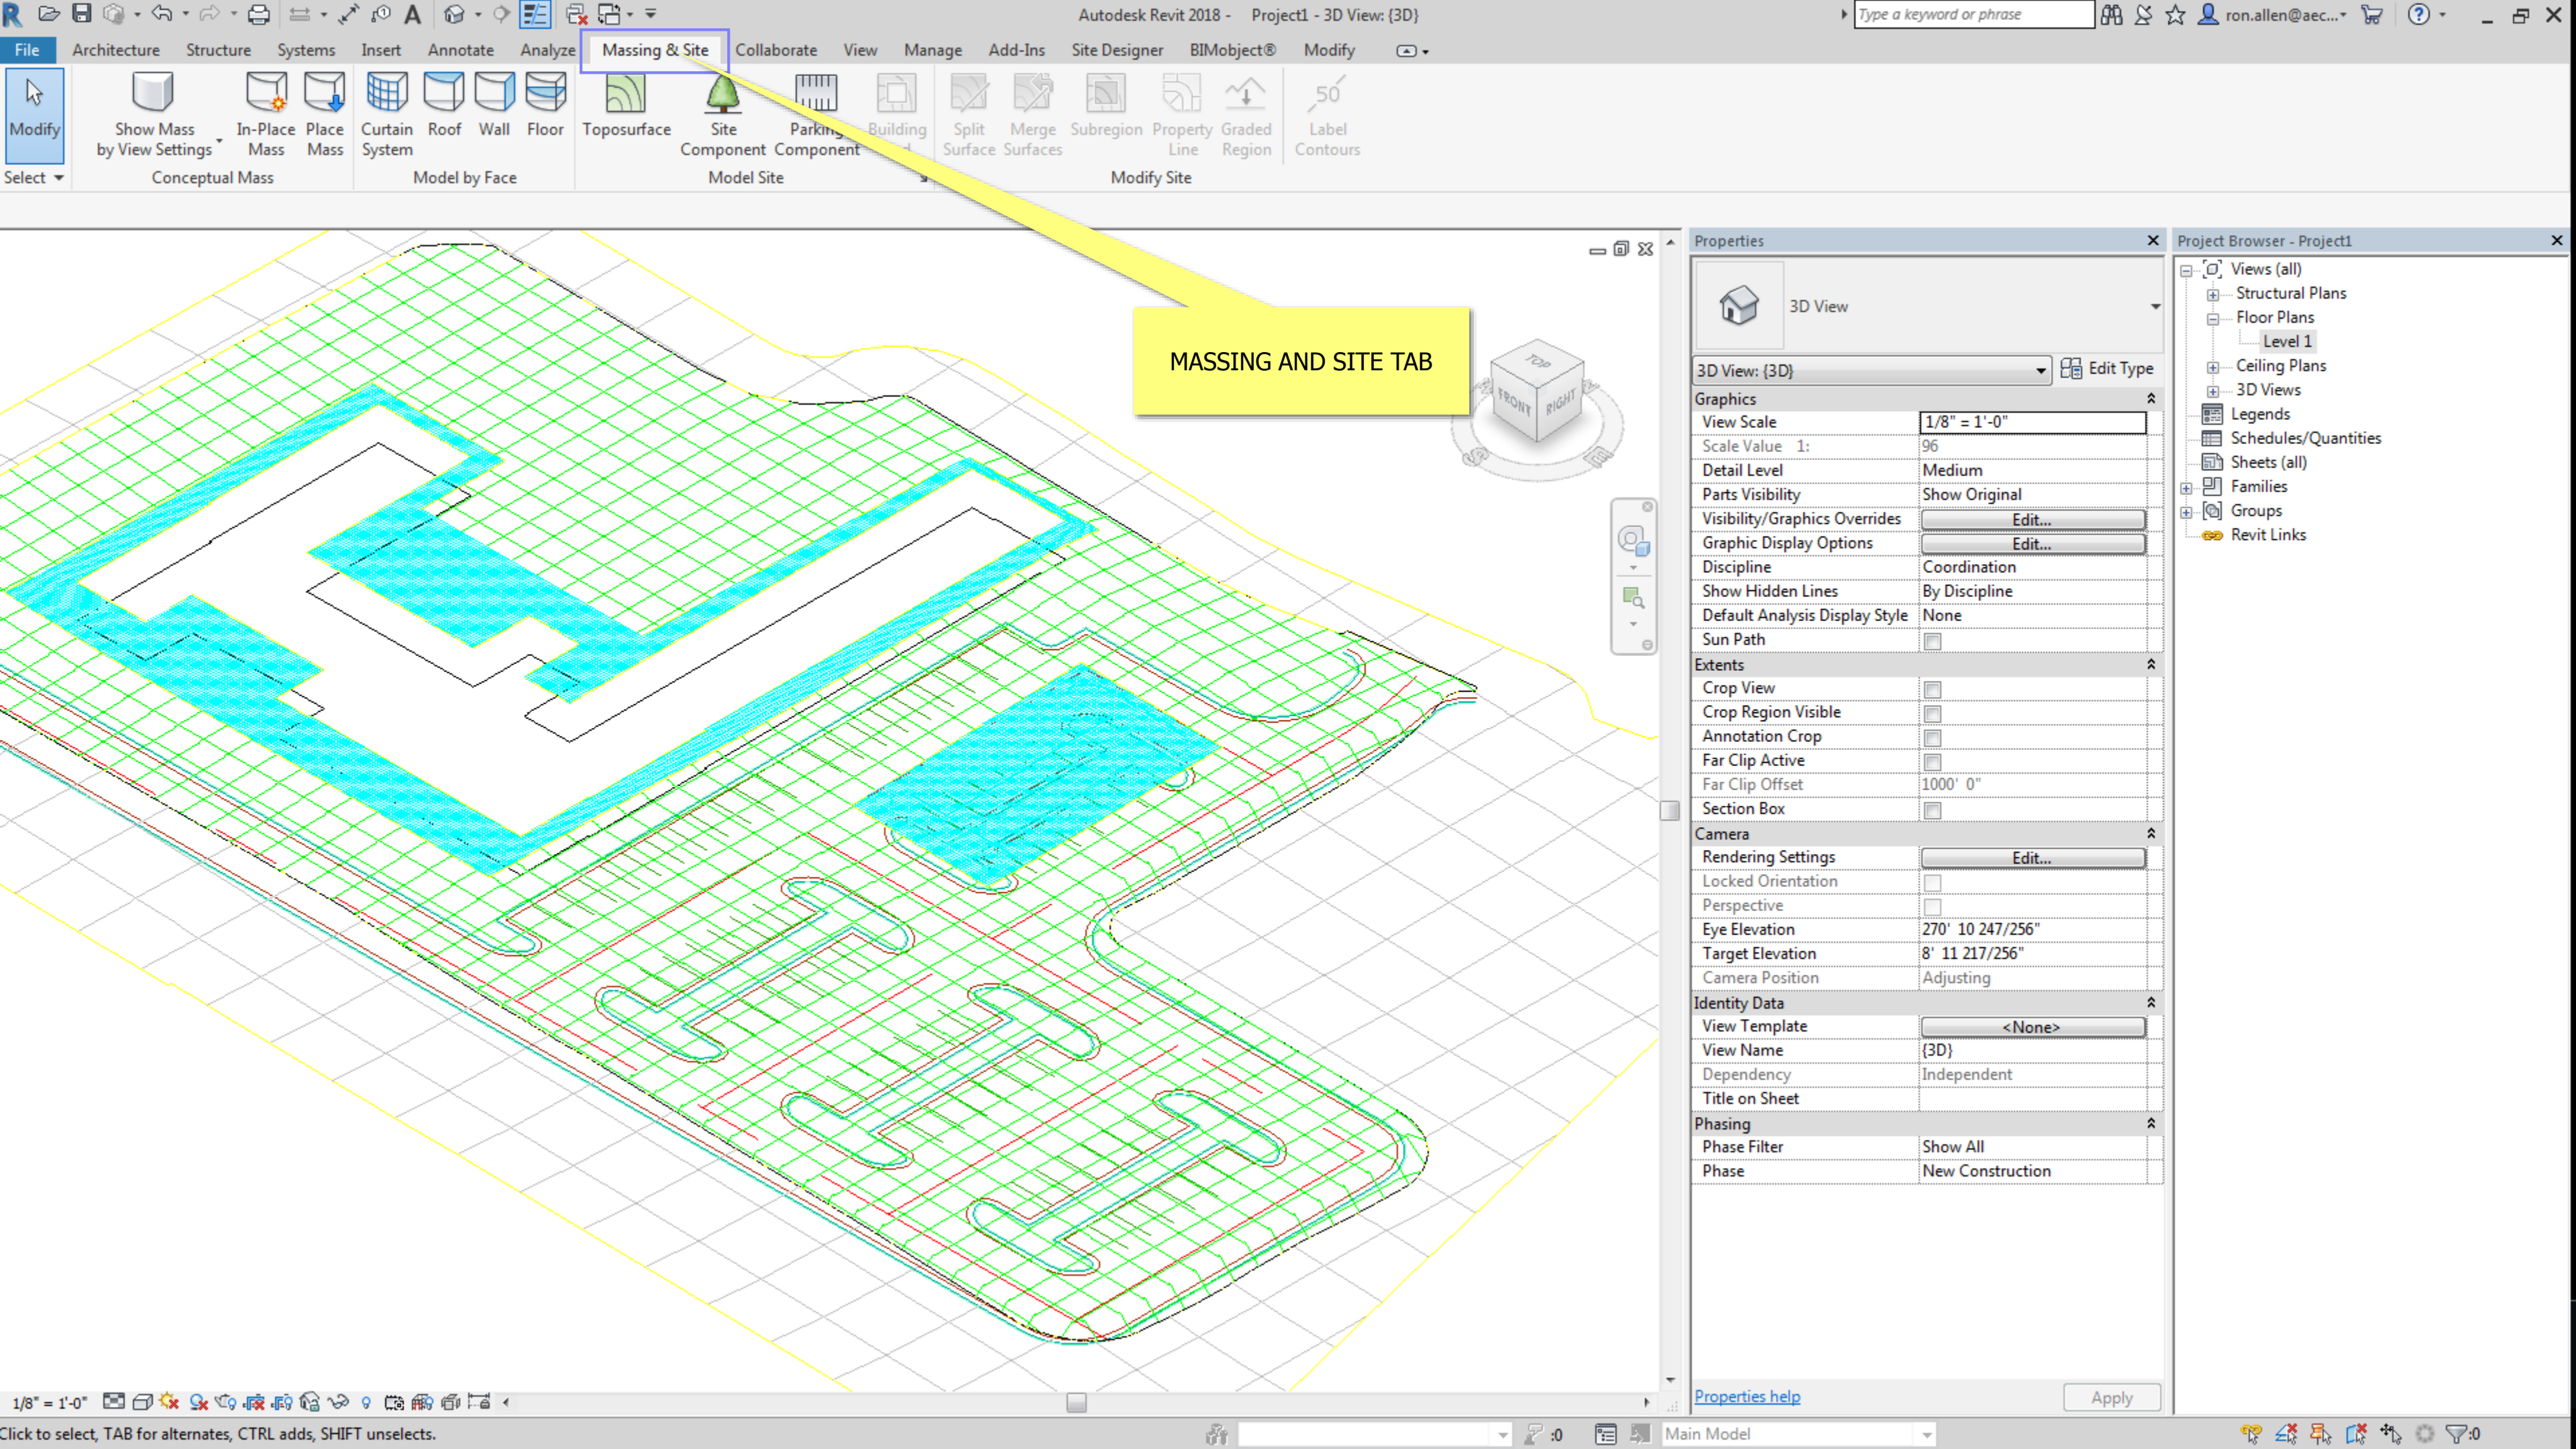 Autodesk Revit 2018 - Project1 - 3D View: {3D}
Type a keyword or phrase
ron.allen@aec...
File Architecture Structure Systems Insert Annotate Analyze Massing & Site Collaborate View Manage Add-Ins Site Designer BIMobject® Modify
Modify
Show Mass
by View Settings
In-Place
Mass
Place
Mass
Curtain
System
Roof
Wall
Floor
Toposurface
Site
Component
Parking
Component
Building
Split
Surface
Merge
Surfaces
Subregion
Property
Line
Graded
Region
50
Label
Contours
Select
Conceptual Mass
Model by Face
Model Site
Modify Site
MASSING AND SITE TAB
TOP
FRONT
RIGHT
S
E
Properties
3D View
3D View: {3D}
Edit Type
Graphics
View Scale 1/8" = 1'-0"
Scale Value 1: 96
Detail Level Medium
Parts Visibility Show Original
Visibility/Graphics Overrides Edit...
Graphic Display Options Edit...
Discipline Coordination
Show Hidden Lines By Discipline
Default Analysis Display Style None
Sun Path
Extents
Crop View
Crop Region Visible
Annotation Crop
Far Clip Active
Far Clip Offset 1000' 0"
Section Box
Camera
Rendering Settings Edit...
Locked Orientation
Perspective
Eye Elevation 270' 10 247/256"
Target Elevation 8' 11 217/256"
Camera Position Adjusting
Identity Data
View Template <None>
View Name {3D}
Dependency Independent
Title on Sheet
Phasing
Phase Filter Show All
Phase New Construction
Properties help
Apply
Project Browser - Project1
Views (all)
Structural Plans
Floor Plans
Level 1
Ceiling Plans
3D Views
Legends
Schedules/Quantities
Sheets (all)
Families
Groups
Revit Links
1/8" = 1'-0"
Click to select, TAB for alternates, CTRL adds, SHIFT unselects.
:0
Main Model
:0